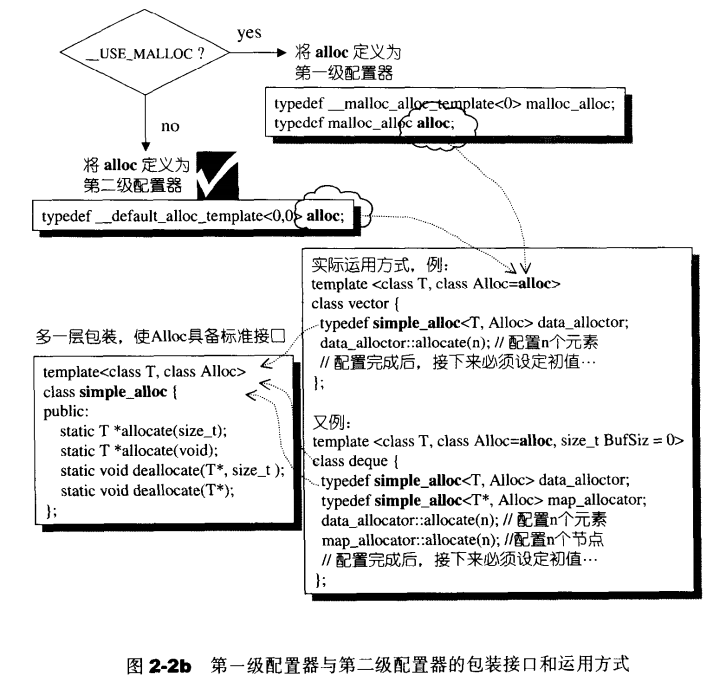 __USE_MALLOC ?
yes
将 alloc 定义为
第一级配置器
typedef __malloc_alloc_template<0> malloc_alloc;
typedef malloc_alloc alloc;
no
将 alloc 定义为
第二级配置器
typedef __default_alloc_template<0,0> alloc;
实际运用方式，例：
template <class T, class Alloc=alloc>
class vector {
typedef simple_alloc<T, Alloc> data_alloctor;
data_alloctor::allocate(n); // 配置n个元素
// 配置完成后，接下来必须设定初值…
};
多一层包装，使Alloc具备标准接口
template<class T, class Alloc>
class simple_alloc {
public:
static T *allocate(size_t);
static T *allocate(void);
static void deallocate(T*, size_t );
static void deallocate(T*);
};
又例：
template <class T, class Alloc=alloc, size_t BufSiz = 0>
class deque {
typedef simple_alloc<T, Alloc> data_alloctor;
typedef simple_alloc<T*, Alloc> map_allocator;
data_allocator::allocate(n); // 配置n个元素
map_allocator::allocate(n); //配置n个节点
// 配置完成后，接下来必须设定初值…
};
图 2-2b 第一级配置器与第二级配置器的包装接口和运用方式